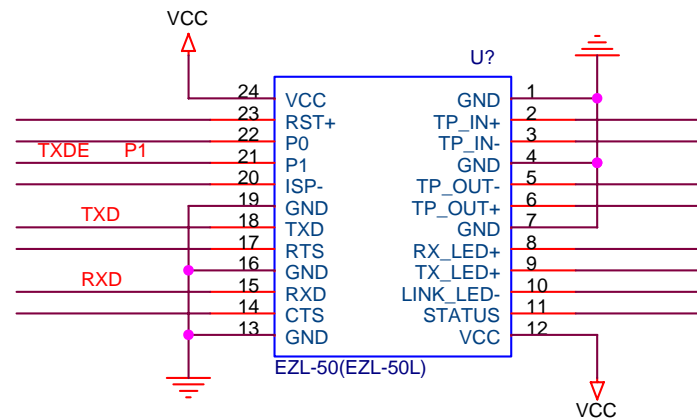 VCC
U?
24 VCC GND 1
23 RST+ TP_IN+ 2
22 P0 TP_IN- 3
TXDE P1 21 P1 GND 4
20 ISP- TP_OUT- 5
19 GND TP_OUT+ 6
TXD 18 TXD GND 7
17 RTS RX_LED+ 8
16 GND TX_LED+ 9
RXD 15 RXD LINK_LED- 10
14 CTS STATUS 11
13 GND VCC 12
EZL-50(EZL-50L)
VCC